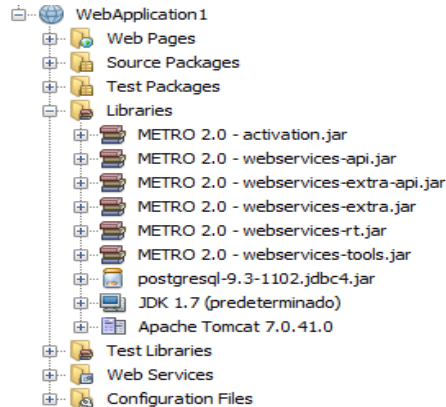 WebApplication1
Web Pages
Source Packages
Test Packages
Libraries
METRO 2.0 - activation.jar
METRO 2.0 - webservices-api.jar
METRO 2.0 - webservices-extra-api.jar
METRO 2.0 - webservices-extra.jar
METRO 2.0 - webservices-rt.jar
METRO 2.0 - webservices-tools.jar
postgresql-9.3-1102.jdbc4.jar
JDK 1.7 (predeterminado)
Apache Tomcat 7.0.41.0
Test Libraries
Web Services
Configuration Files